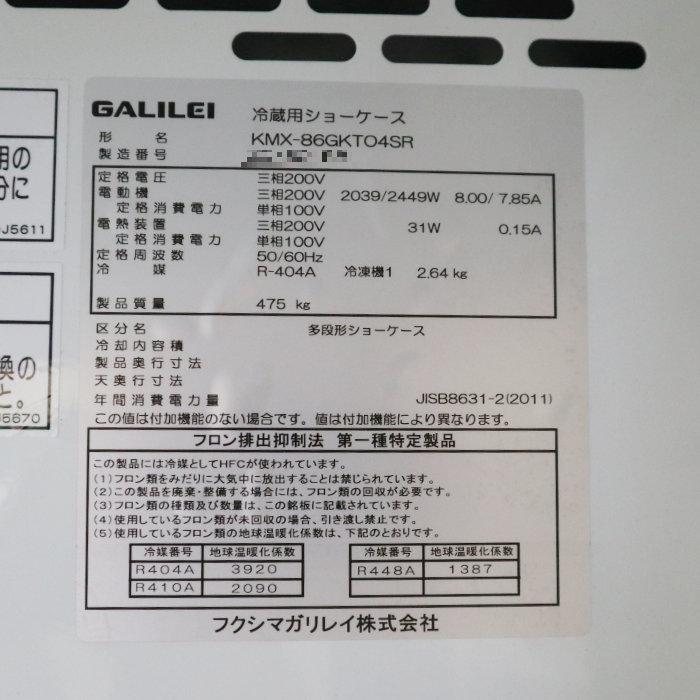 GALILEI 冷蔵用ショーケース
形名 KMX-86GKTO4SR
製造番号
定格電圧 三相200V
電動機 三相200V 2039/2449W 8.00/ 7.85A
定格消費電力 単相100V
電熱装置 三相200V 31W 0.15A
定格消費電力 単相100V
定格周波数 50/60Hz
冷媒 R-404A 冷凍機1 2.64 kg
製品質量 475 kg
区分名 多段形ショーケース
冷却内容積
製品奥行寸法
天奥行寸法
年間消費電力量 JISB8631-2(2011)
この値は付加機能のない場合です。付加機能により異なります。
フロン排出抑制法 第一種特定製品
この製品には冷媒としてHFCが使われています。
(1)フロン類をみだりに大気中に放出することは禁じられています。
(2)この製品を廃棄・整備する場合には、フロン類の回収が必要です。
(3)フロン類の種類及び数量は、この銘板に記載されています。
(4)使用しているフロン類が未回収の場合、引き渡し禁止です。
(5)使用しているフロン類の地球温暖化係数は、下記のとおりです。
冷媒番号 地球温暖化係数 冷媒番号 地球温暖化係数
R404A 3920 R448A 1387
R410A 2090
フクシマガリレイ株式会社
用の
分に
J5611
換の
と。
J5670